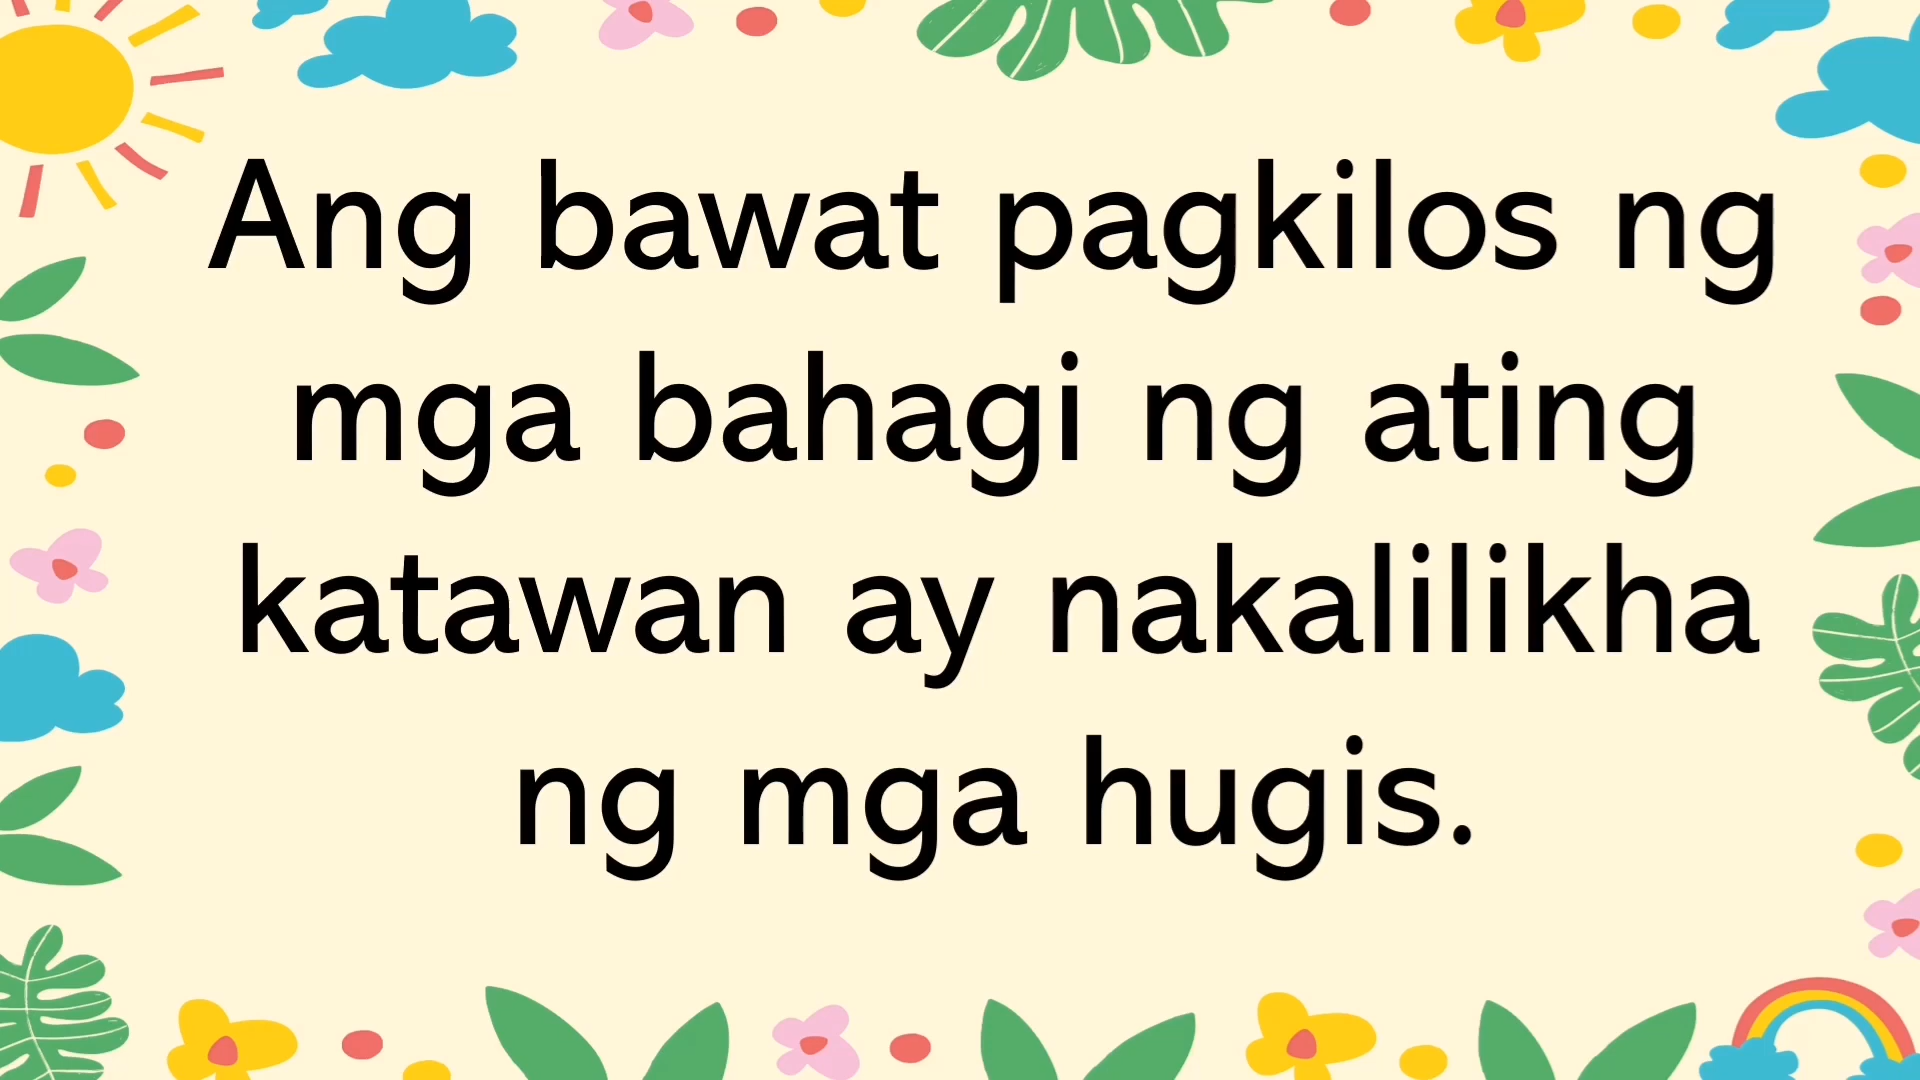 Ang bawat pagkilos ng
mga bahagi ng ating
katawan ay nakalilikha
ng mga hugis.